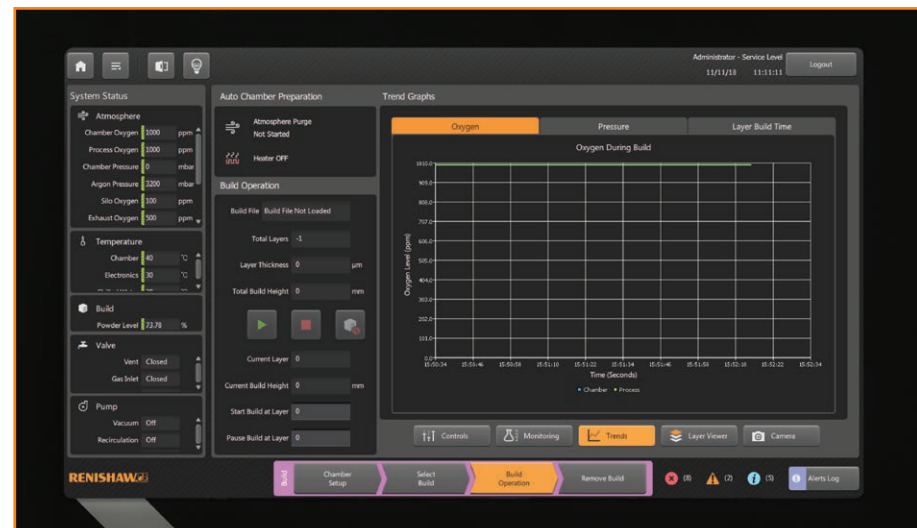 Administrator - Service Level
11/11/18 11:11:11
Logout
System Status
Atmosphere
Chamber Oxygen 1000 ppm
Process Oxygen 1000 ppm
Chamber Pressure 0 mbar
Argon Pressure 3200 mbar
Silo Oxygen 100 ppm
Exhaust Oxygen 500 ppm
Temperature
Chamber 40 °C
Electronics 30 °C
Build
Powder Level 73.78 %
Valve
Vent Closed
Gas Inlet Closed
Pump
Vacuum Off
Recirculation Off
Auto Chamber Preparation
Atmosphere Purge
Not Started
Heater OFF
Build Operation
Build File Build File Not Loaded
Total Layers -1
Layer Thickness 0 µm
Total Build Height 0 mm
Current Layer 0
Current Build Height 0 mm
Start Build at Layer 0
Pause Build at Layer 0
Trend Graphs
Oxygen Pressure Layer Build Time
Oxygen During Build
Oxygen Level (ppm)
1010.0
909.0
808.0
707.0
606.0
505.0
404.0
303.0
202.0
101.0
0.0
15:50:34 15:50:46 15:50:58 15:51:10 15:51:22 15:51:34 15:51:46 15:51:58 15:52:10 15:52:22 15:52:34
Time (Seconds)
Chamber Process
Controls Monitoring Trends Layer Viewer Camera
RENISHAW
Build
Chamber
Setup
Select
Build
Build
Operation
Remove Build
(8) (2) (5)
Alerts Log